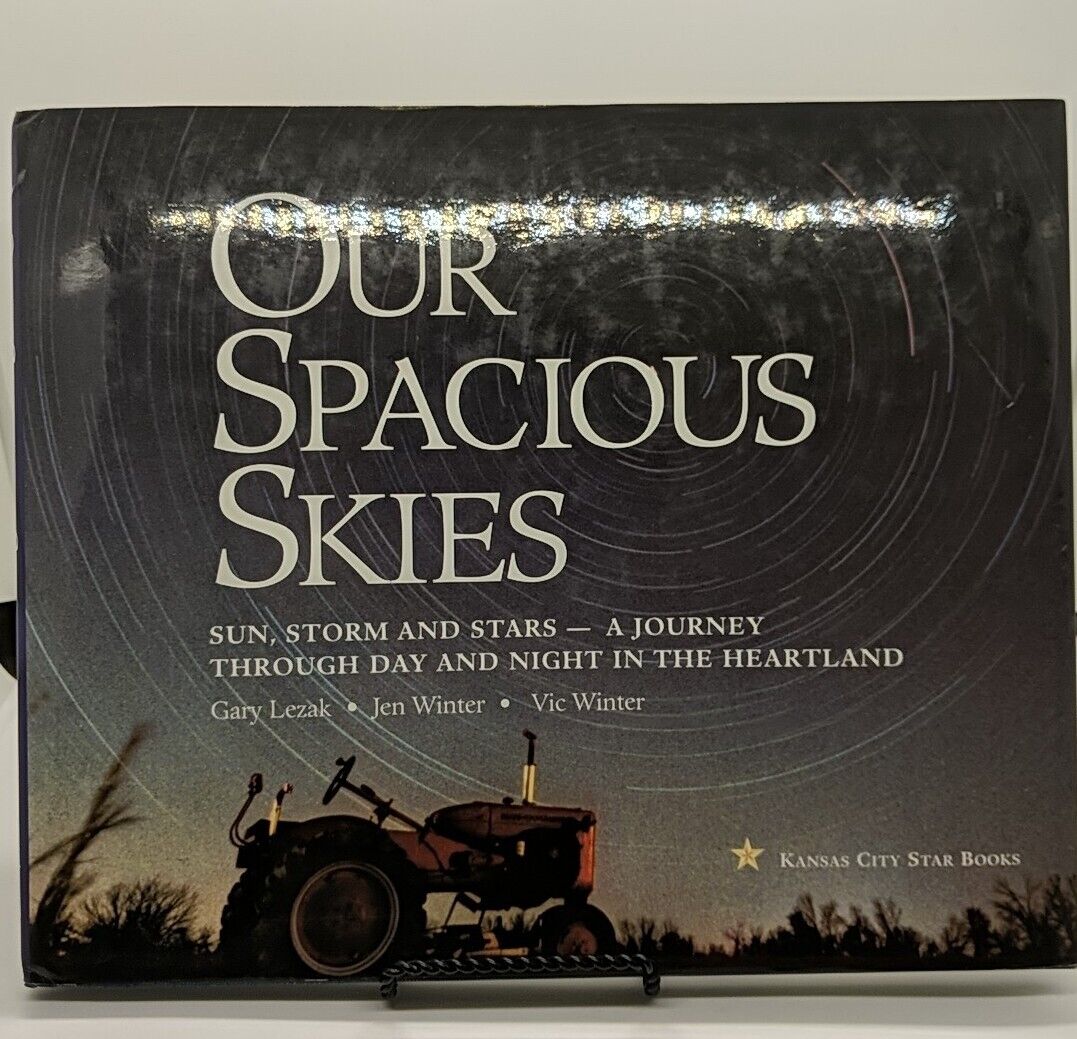 OUR
SPACIOUS
SKIES
SUN, STORM AND STARS — A JOURNEY
THROUGH DAY AND NIGHT IN THE HEARTLAND
Gary Lezak • Jen Winter • Vic Winter
KANSAS CITY STAR BOOKS